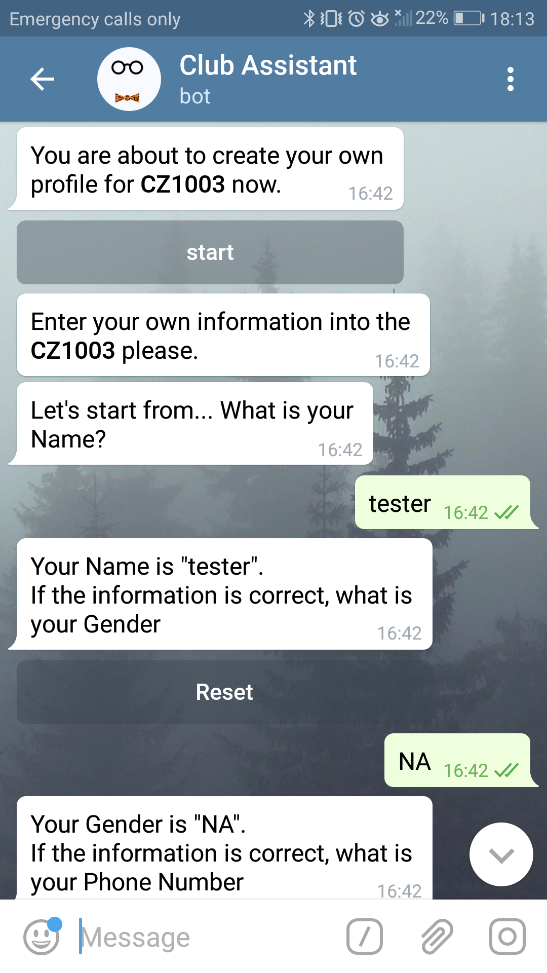 Emergency calls only 22% 18:13
Club Assistant
bot
You are about to create your own
profile for CZ1003 now.
16:42
start
Enter your own information into the
CZ1003 please.
16:42
Let's start from... What is your
Name?
16:42
tester 16:42
Your Name is "tester".
If the information is correct, what is
your Gender
16:42
Reset
NA 16:42
Your Gender is "NA".
If the information is correct, what is
your Phone Number
16:42
Message